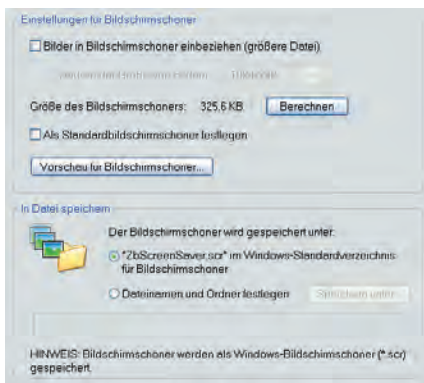 Einstellungen für Bildschirmschoner
Bilder in Bildschirmschoner einbeziehen (größere Datei)
Größe des Bildschirmschoners: 325,6 KB Berechnen
Als Standardbildschirmschoner festlegen
Vorschau für Bildschirmschoner...
In Datei speichern
Der Bildschirmschoner wird gespeichert unter:
"ZbScreenSaver.scr" im Windows-Standardverzeichnis
für Bildschirmschoner
Dateinamen und Ordner festlegen Speichern unter...
HINWEIS: Bildschirmschoner werden als Windows-Bildschirmschoner (*.scr)
gespeichert.